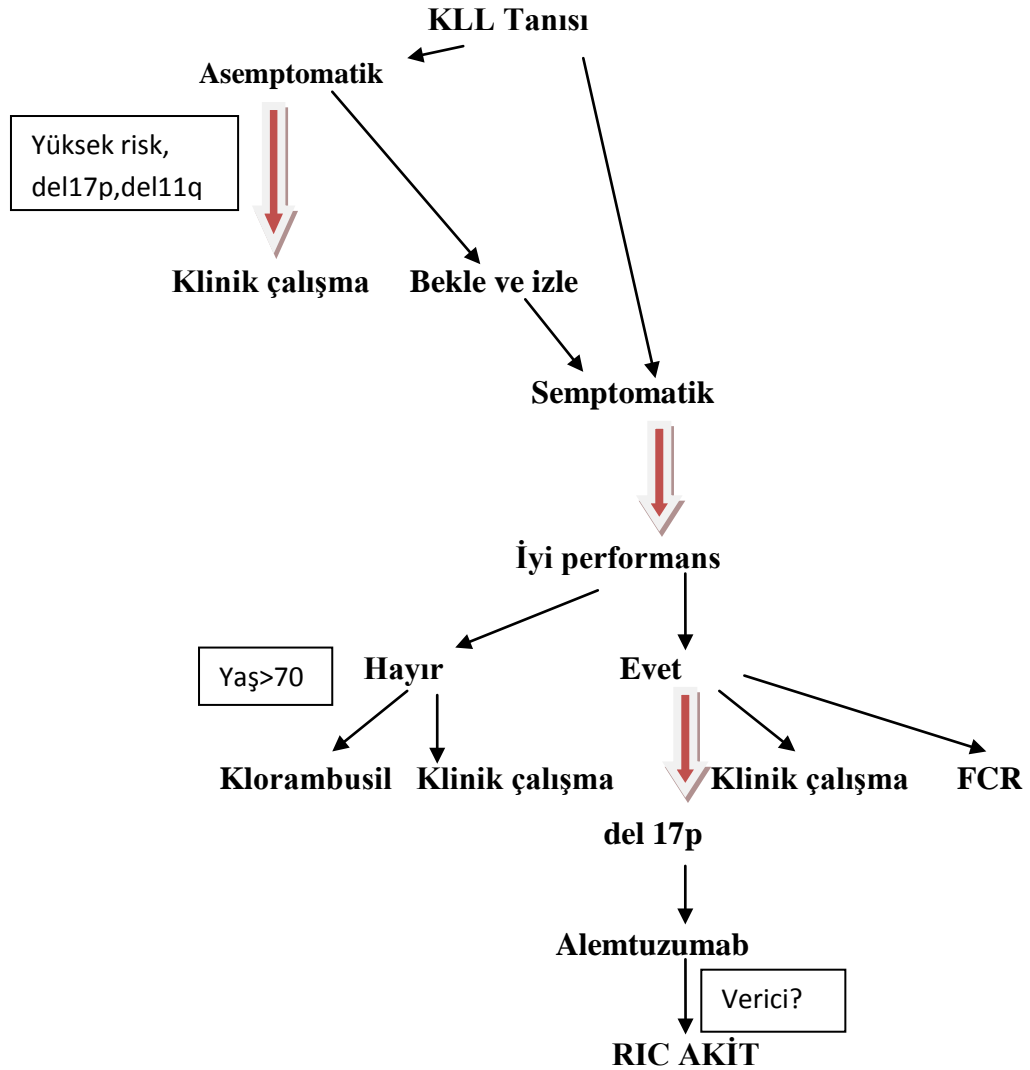 KLL Tanısı
Asemptomatik
Yüksek risk,
del17p,del11q
Klinik çalışma
Bekle ve izle
Semptomatik
İyi performans
Yaş>70
Hayır
Evet
Klorambusil
Klinik çalışma
Klinik çalışma
FCR
del 17p
Alemtuzumab
Verici?
RIC AKİT